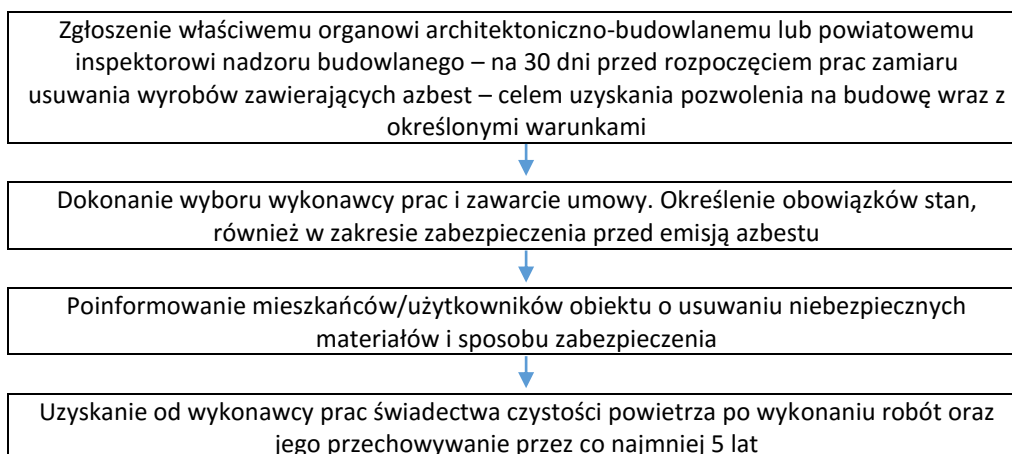 Zgłoszenie właściwemu organowi architektoniczno-budowlanemu lub powiatowemu
inspektorowi nadzoru budowlanego – na 30 dni przed rozpoczęciem prac zamiaru
usuwania wyrobów zawierających azbest – celem uzyskania pozwolenia na budowę wraz z
określonymi warunkami
Dokonanie wyboru wykonawcy prac i zawarcie umowy. Określenie obowiązków stan,
również w zakresie zabezpieczenia przed emisją azbestu
Poinformowanie mieszkańców/użytkowników obiektu o usuwaniu niebezpiecznych
materiałów i sposobu zabezpieczenia
Uzyskanie od wykonawcy prac świadectwa czystości powietrza po wykonaniu robót oraz
jego przechowywanie przez co najmniej 5 lat